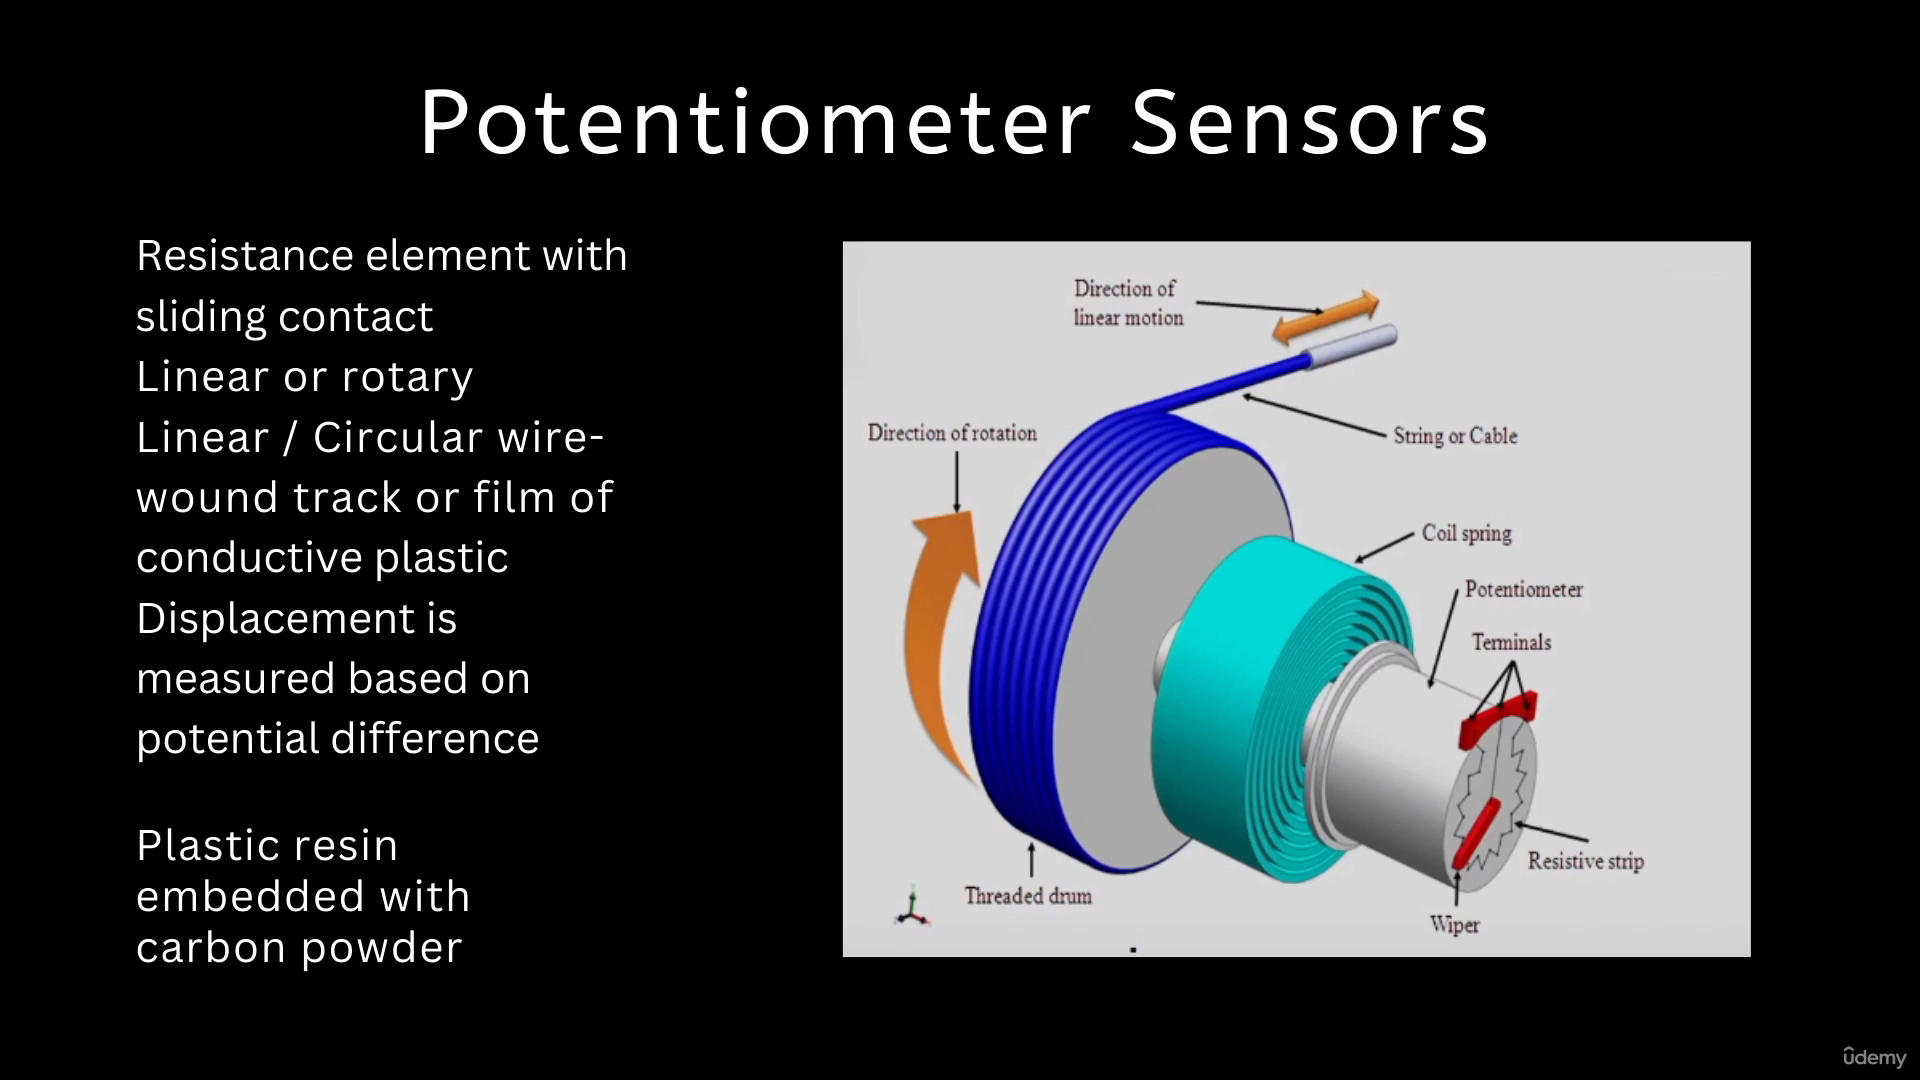 Potentiometer Sensors
Resistance element with
sliding contact
Linear or rotary
Linear / Circular wire-
wound track or film of
conductive plastic
Displacement is
measured based on
potential difference
Plastic resin
embedded with
carbon powder
Direction of
linear motion
Direction of rotation
String or Cable
Coil spring
Potentiometer
Terminals
Resistive strip
Threaded drum
Wiper
ûdemy